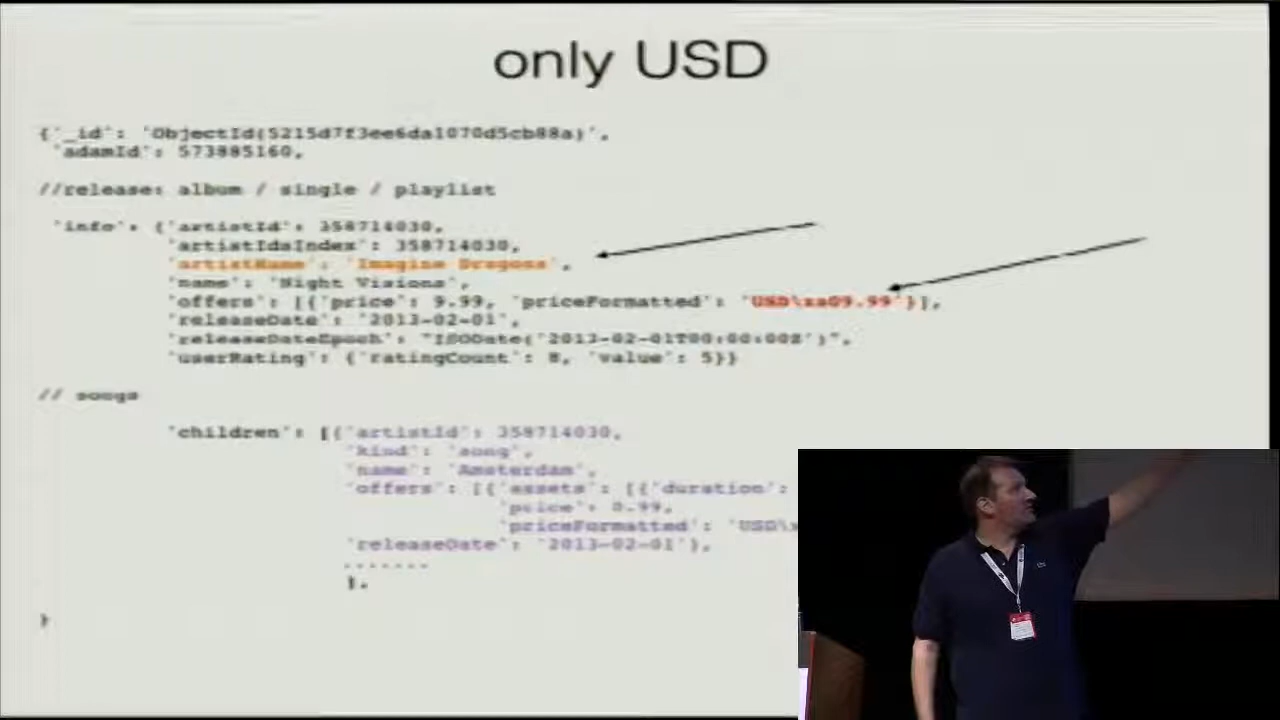 only USD
{'_id': 'ObjectId(5215d7f3ee6da1070d5cb88a)',
'adamId': 573885160,
//release: album / single / playlist
'info': {'artistId': 358714030,
'artistIdsIndex': 358714030,
'artistName': 'Imagine Dragons',
'name': 'Night Visions',
'offers': [{'price': 9.99, 'priceFormatted': 'USD\xa09.99'}],
'releaseDate': '2013-02-01',
'releaseDateEpoch': "ISODate('2013-02-01T00:00:00Z')",
'userRating': {'ratingCount': 8, 'value': 5}}
// songs
'children': [{'artistId': 358714030,
'kind': 'song',
'name': 'Amsterdam',
'offers': [{'assets': [{'duration':
'price': 0.99,
'priceFormatted': 'USD\x
'releaseDate': '2013-02-01'},
.......
],
}